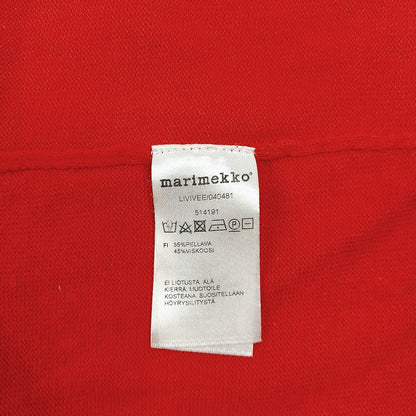 marimekko®
LIVIVEE/040481
514191
FI 55%PELLAVA
45%VISKOOSI
EI LIOTUSTA. ÄLÄ
KIERRÄ. MUOTOILE
KOSTEANA. SUOSITELLAAN
HÖYRYSILITYSTÄ